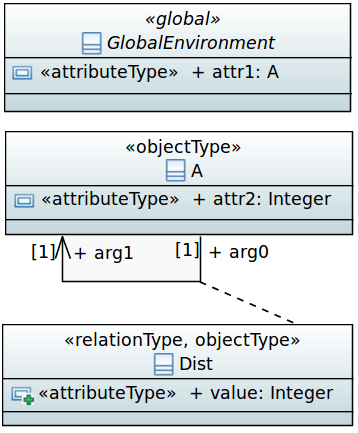 «global»
GlobalEnvironment
«attributeType» + attr1: A
«objectType»
A
«attributeType» + attr2: Integer
[1] + arg1 [1] + arg0
«relationType, objectType»
Dist
«attributeType» + value: Integer